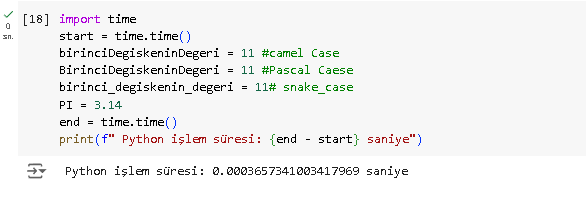 0
sn.
[18] import time
start = time.time()
birinciDegiskeninDegeri = 11 #camel Case
BirinciDegiskeninDegeri = 11 #Pascal Caese
birinci_degiskenin_degeri = 11# snake_case
PI = 3.14
end = time.time()
print(f" Python işlem süresi: {end - start} saniye")
Python işlem süresi: 0.0003657341003417969 saniye